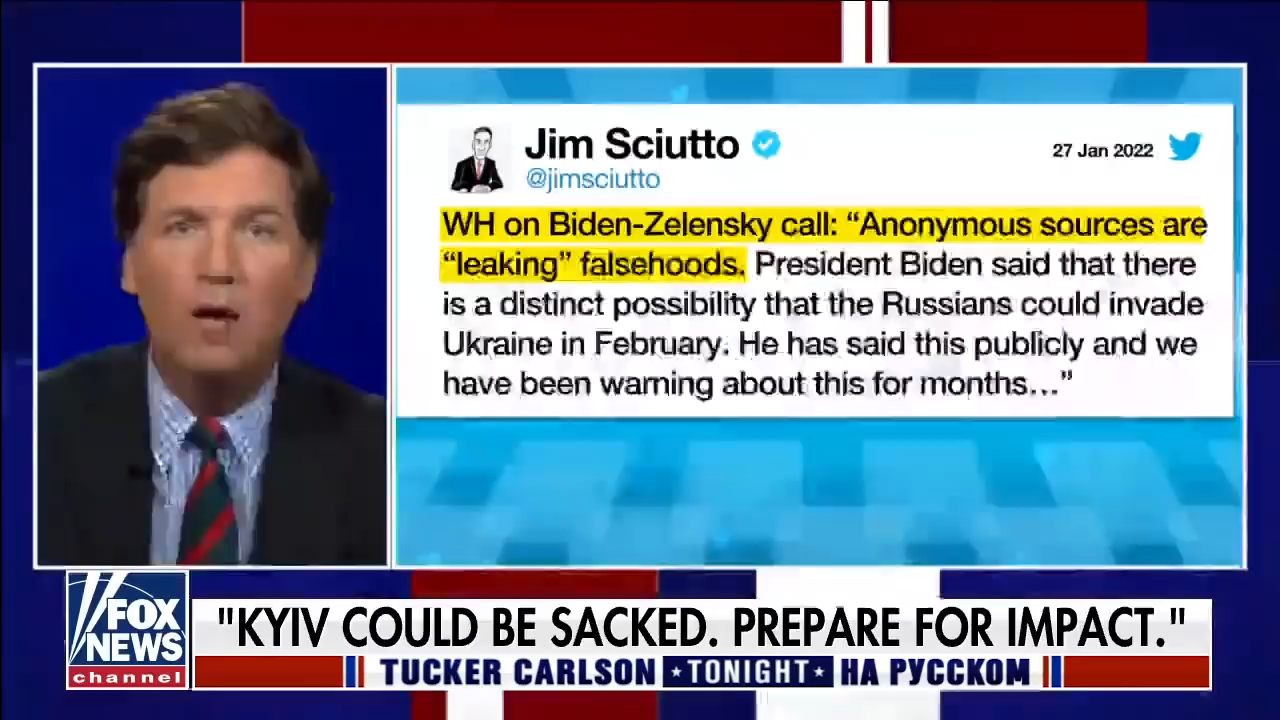 Jim Sciutto
27 Jan 2022
@jimsciutto
WH on Biden-Zelensky call: “Anonymous sources are
“leaking” falsehoods. President Biden said that there
is a distinct possibility that the Russians could invade
Ukraine in February. He has said this publicly and we
have been warning about this for months...”
FOX
NEWS
channel
"KYIV COULD BE SACKED. PREPARE FOR IMPACT."
TUCKER CARLSON TONIGHT НА РУССКОМ